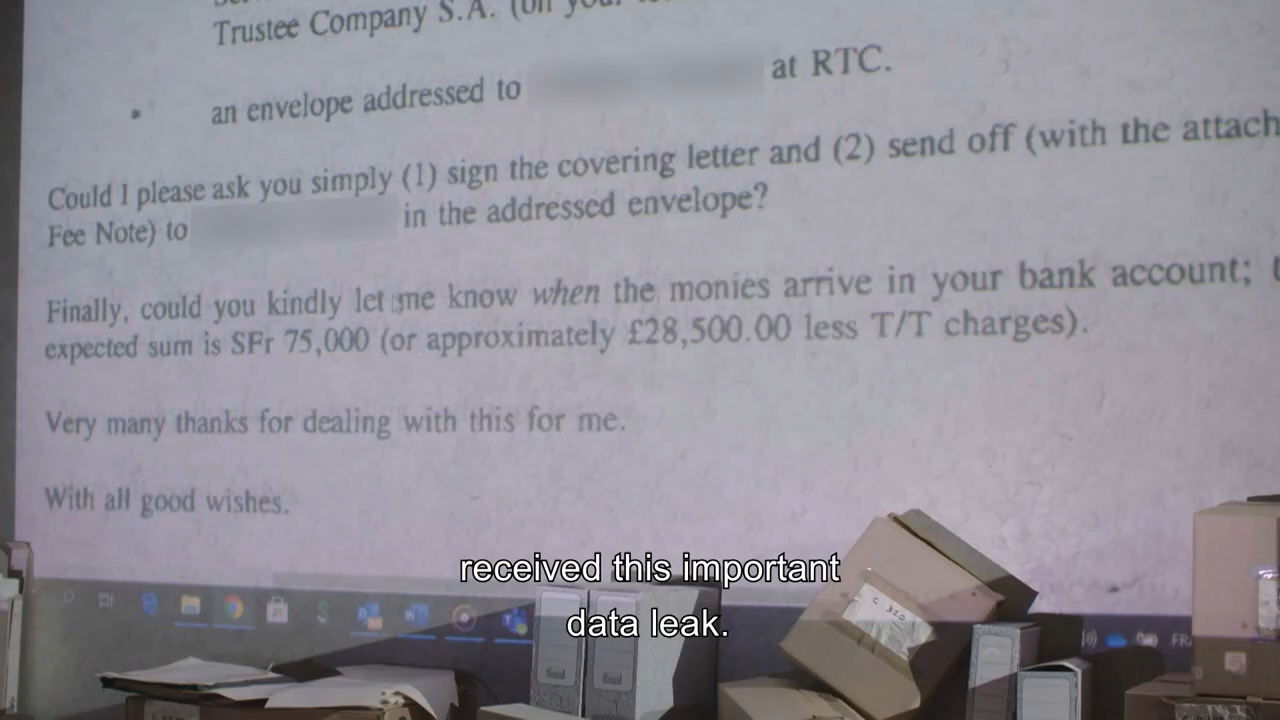 Trustee Company S.A. (on your
an envelope addressed to at RTC.
Could I please ask you simply (1) sign the covering letter and (2) send off (with the attach
Fee Note) to in the addressed envelope?
Finally, could you kindly let me know when the monies arrive in your bank account;
expected sum is SFr 75,000 (or approximately £28,500.00 less T/T charges).
Very many thanks for dealing with this for me.
With all good wishes.
received this important
data leak.
C 320
FR